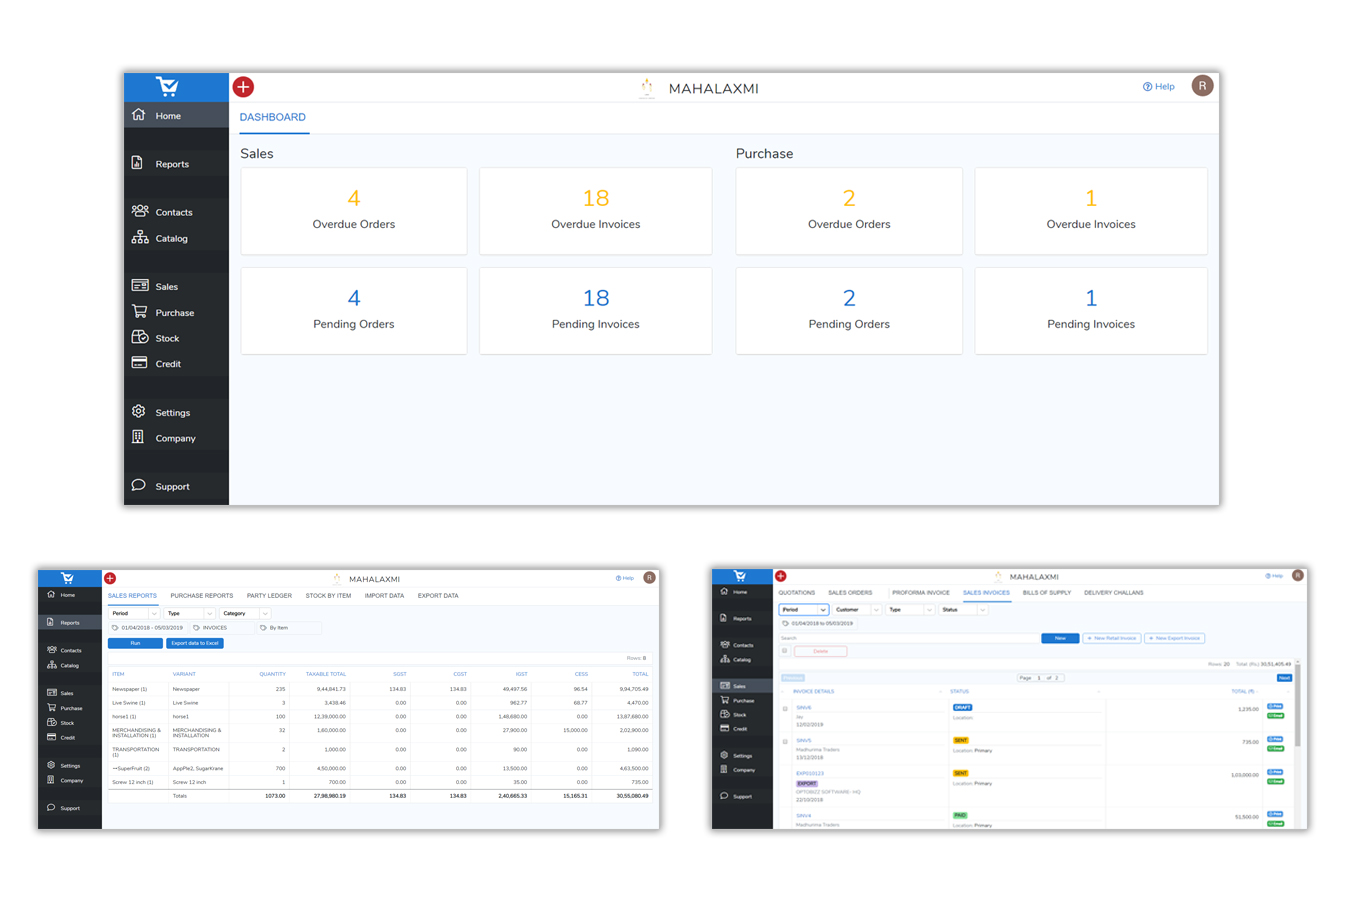 MAHALAXMI
Help
R
Home
DASHBOARD
Reports
Contacts
Catalog
Sales
Purchase
Stock
Credit
Settings
Company
Support
Sales
Purchase
4
Overdue Orders
18
Overdue Invoices
2
Overdue Orders
1
Overdue Invoices
4
Pending Orders
18
Pending Invoices
2
Pending Orders
1
Pending Invoices
MAHALAXMI
Help
R
Home
Reports
Contacts
Catalog
Sales
Purchase
Stock
Credit
Settings
Company
Support
SALES REPORTS PURCHASE REPORTS PARTY LEDGER STOCK BY ITEM IMPORT DATA EXPORT DATA
Period Type Category
01/04/2018 - 05/03/2019 INVOICES By Item
Run Export data to Excel
Rows: 8
ITEM VARIANT QUANTITY TAXABLE TOTAL SGST CGST IGST CESS TOTAL
Newspaper (1) Newspaper 235 9,44,841.73 134.83 134.83 49,497.56 96.54 9,94,705.49
Live Swine (1) Live Swine 3 3,438.46 0.00 0.00 962.77 68.77 4,470.00
horse1 (1) horse1 100 12,39,000.00 0.00 0.00 1,48,680.00 0.00 13,87,680.00
MERCHANDISING & INSTALLATION (1) MERCHANDISING & INSTALLATION 32 1,60,000.00 0.00 0.00 27,900.00 15,000.00 2,02,900.00
TRANSPORTATION (1) TRANSPORTATION 2 1,000.00 0.00 0.00 90.00 0.00 1,090.00
++SuperFruit (2) ApplPie2, SugarKrane 700 4,50,000.00 0.00 0.00 13,500.00 0.00 4,63,500.00
Screw 12 inch (1) Screw 12 inch 1 700.00 0.00 0.00 35.00 0.00 735.00
Totals 1073.00 27,98,980.19 134.83 134.83 2,40,665.33 15,165.31 30,55,080.49
MAHALAXMI
Help
R
Home
Reports
Contacts
Catalog
Sales
Purchase
Stock
Credit
Settings
Company
Support
QUOTATIONS SALES ORDERS PROFORMA INVOICE SALES INVOICES BILLS OF SUPPLY DELIVERY CHALLANS
Period Customer Type Status
01/04/2018 to 05/03/2019
Search
New + New Retail Invoice + New Export Invoice
Delete
Rows: 20 Total (Rs.) 30,51,405.49
Previous Page 1 of 2 Next
INVOICE DETAILS STATUS TOTAL (₹)
SINV6 DRAFT 1,235.00 Print
Location: Email
12/02/2019
SINV5 SENT 735.00 Print
Madhurima Traders Location: Primary Email
13/12/2018
EXP010123 SENT 1,03,000.00 Print
EXPORT Location: Primary Email
22/10/2018
SINV4 PAID 51,500.00 Print
Madhurima Traders Location: Primary Email